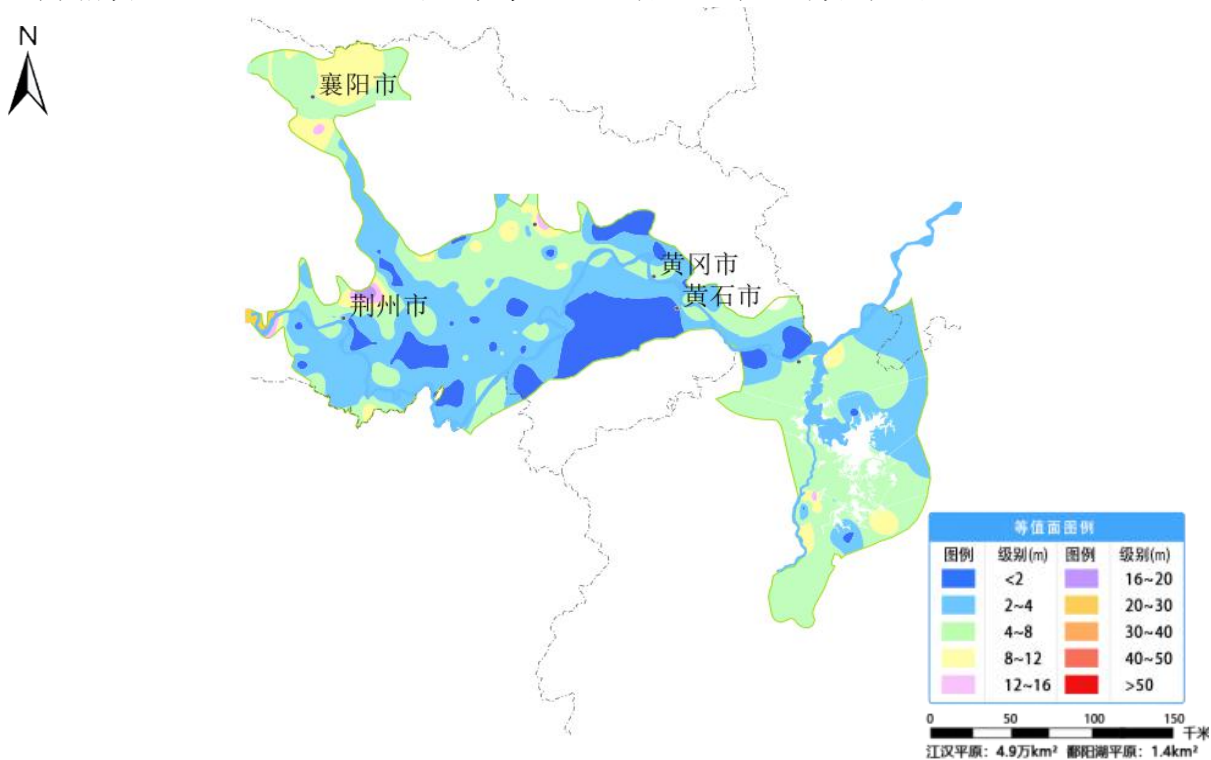 N
襄阳市
黄冈市
黄石市
荆州市
等值面图例
图例 级别(m) 图例 级别(m)
<2 16~20
2~4 20~30
4~8 30~40
8~12 40~50
12~16 >50
0 50 100 150
千米
江汉平原：4.9万km² 鄱阳湖平原：1.4km²